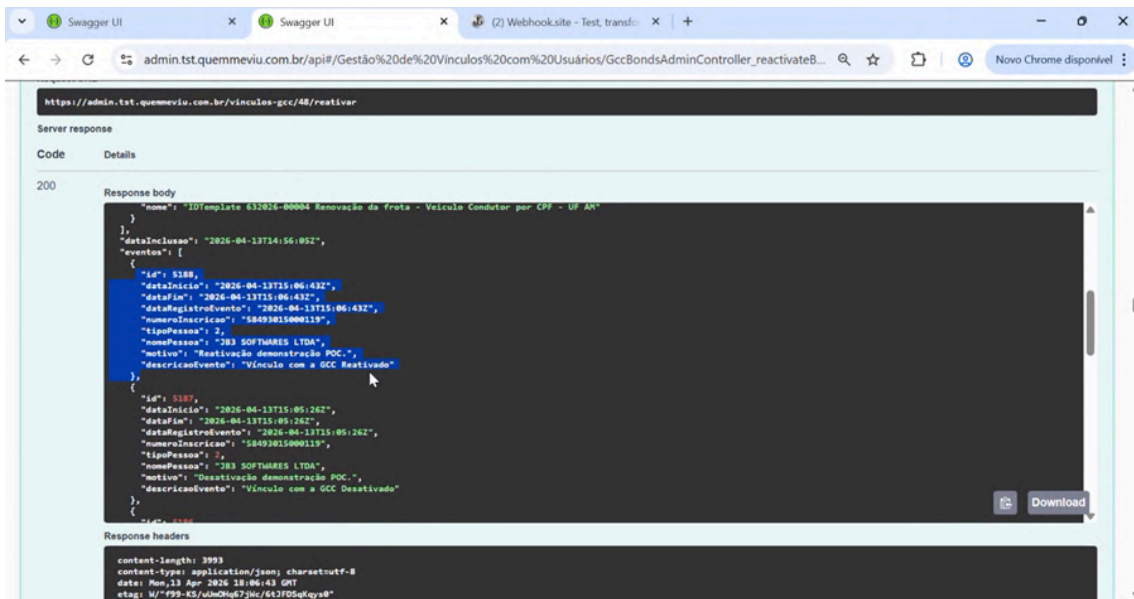 Swagger UI
Swagger UI
(2) Webhook.site - Test, transfo
admin.tst.quemmeviu.com.br/api#/Gestão%20de%20Vínculos%20com%20Usuários/GccBondsAdminController_reactivateB...
Novo Chrome disponível
https://admin.tst.quemmeviu.com.br/vinculos-gcc/48/reativar
Server response
Code Details
200
Response body
"nome": "IDTemplate 632026-00004 Renovação da frota - Veiculo Condutor por CPF - UF AM"
}
],
"dataInclusao": "2026-04-13T14:56:05Z",
"eventos": [
{
"id": 5188,
"dataInicio": "2026-04-13T15:06:43Z",
"dataFim": "2026-04-13T15:06:43Z",
"dataRegistroEvento": "2026-04-13T15:06:43Z",
"numeroInscricao": "58493015000119",
"tipoPessoa": 2,
"nomePessoa": "JB3 SOFTWARES LTDA",
"motivo": "Reativação demonstração POC.",
"descricaoEvento": "Vínculo com a GCC Reativado"
},
{
"id": 5187,
"dataInicio": "2026-04-13T15:05:26Z",
"dataFim": "2026-04-13T15:05:26Z",
"dataRegistroEvento": "2026-04-13T15:05:26Z",
"numeroInscricao": "58493015000119",
"tipoPessoa": 2,
"nomePessoa": "JB3 SOFTWARES LTDA",
"motivo": "Desativação demonstração POC.",
"descricaoEvento": "Vínculo com a GCC Desativado"
},
{
Download
Response headers
content-length: 3993
content-type: application/json; charset=utf-8
date: Mon,13 Apr 2026 18:06:43 GMT